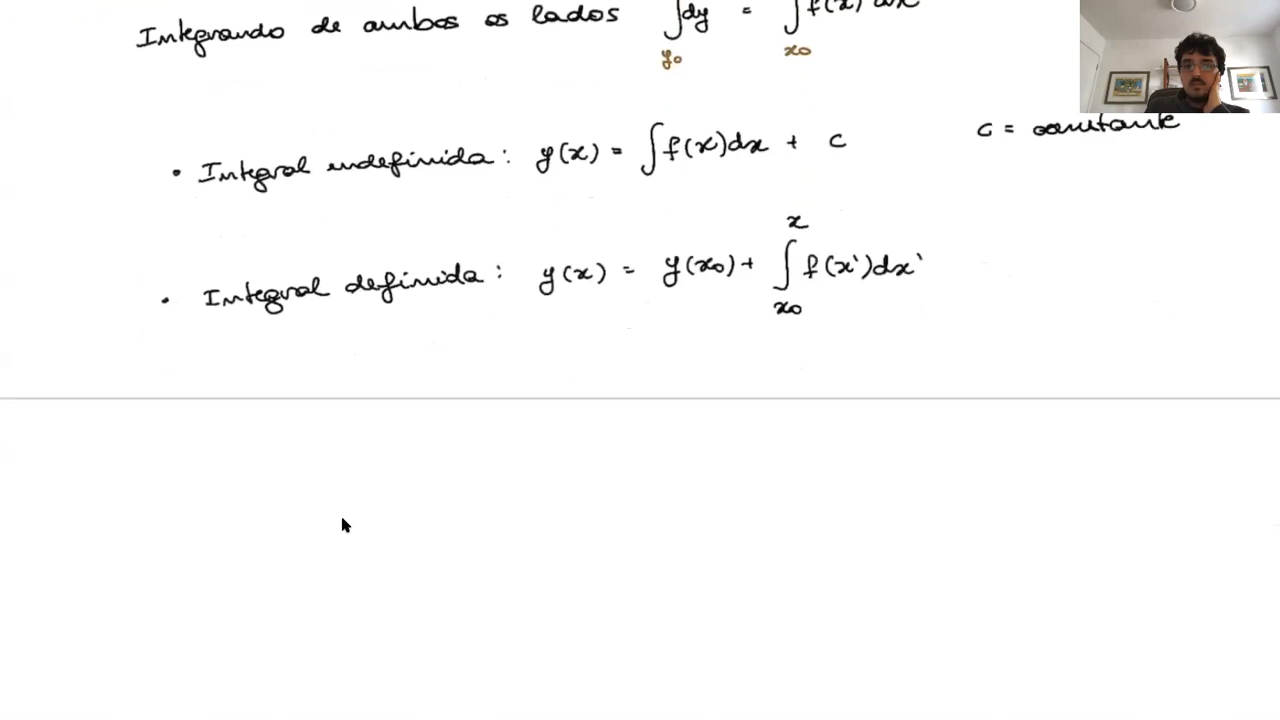 Integrando de ambos os lados ∫_{y0} dy = ∫_{x0} f(x) dx
c = constante
• Integral indefinida: y(x) = ∫f(x)dx + c
• Integral definida: y(x) = y(x0) + ∫_{x0}^{x} f(x')dx'